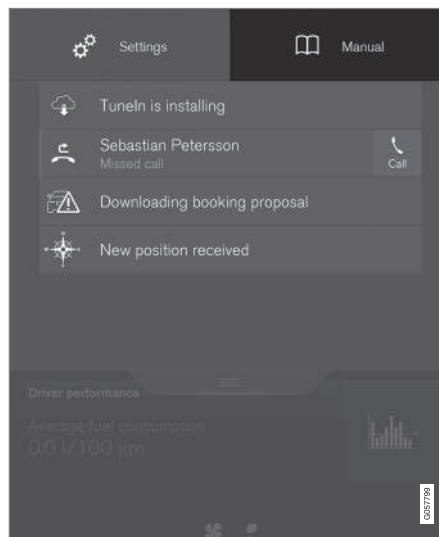 Settings
Manual
TuneIn is installing
Sebastian Petersson
Missed call
Call
Downloading booking proposal
New position received
Driver performance
Average fuel consumption
0.0 l/100 km
G057799